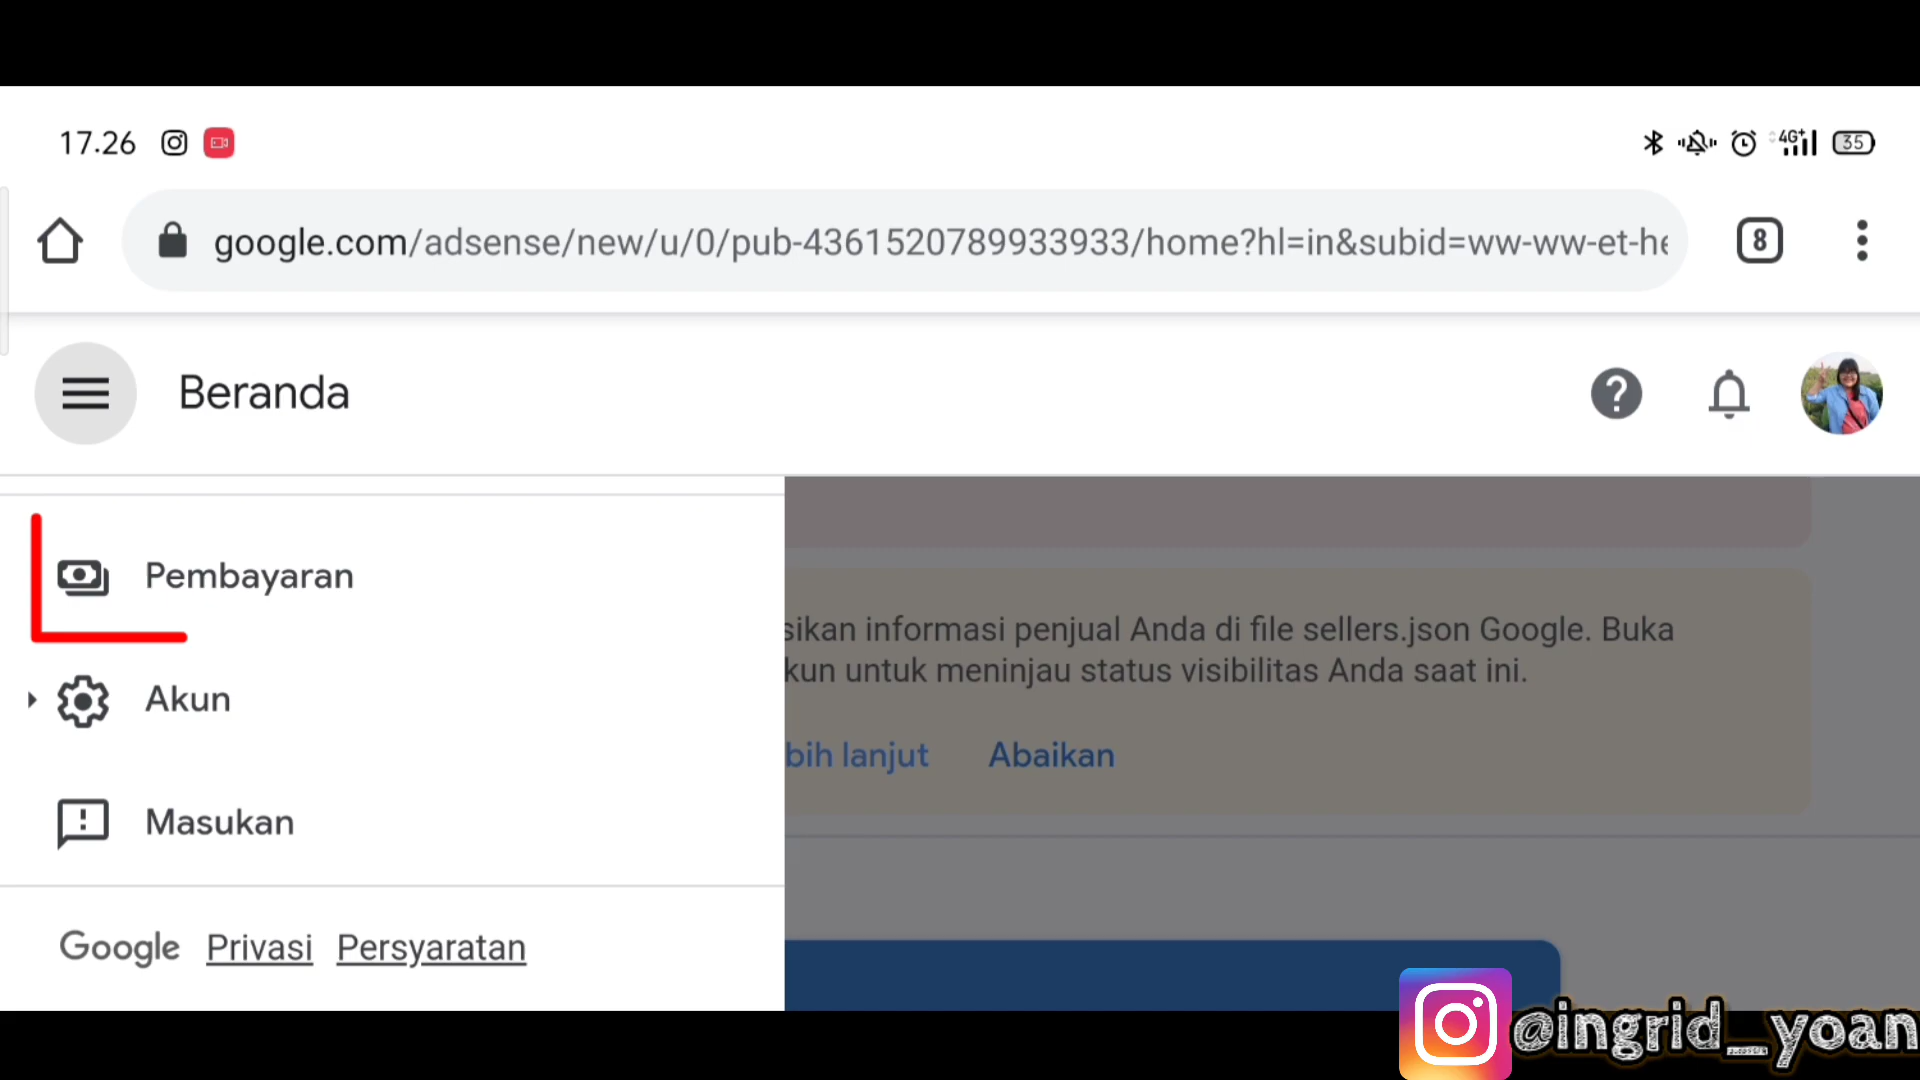 17.26
4G+
35
google.com/adsense/new/u/0/pub-4361520789933933/home?hl=in&subid=ww-ww-et-he
8
Beranda
Pembayaran
sikan informasi penjual Anda di file sellers.json Google. Buka
kun untuk meninjau status visibilitas Anda saat ini.
Akun
bih lanjut Abaikan
Masukan
Google Privasi Persyaratan
@ingrid_yoan